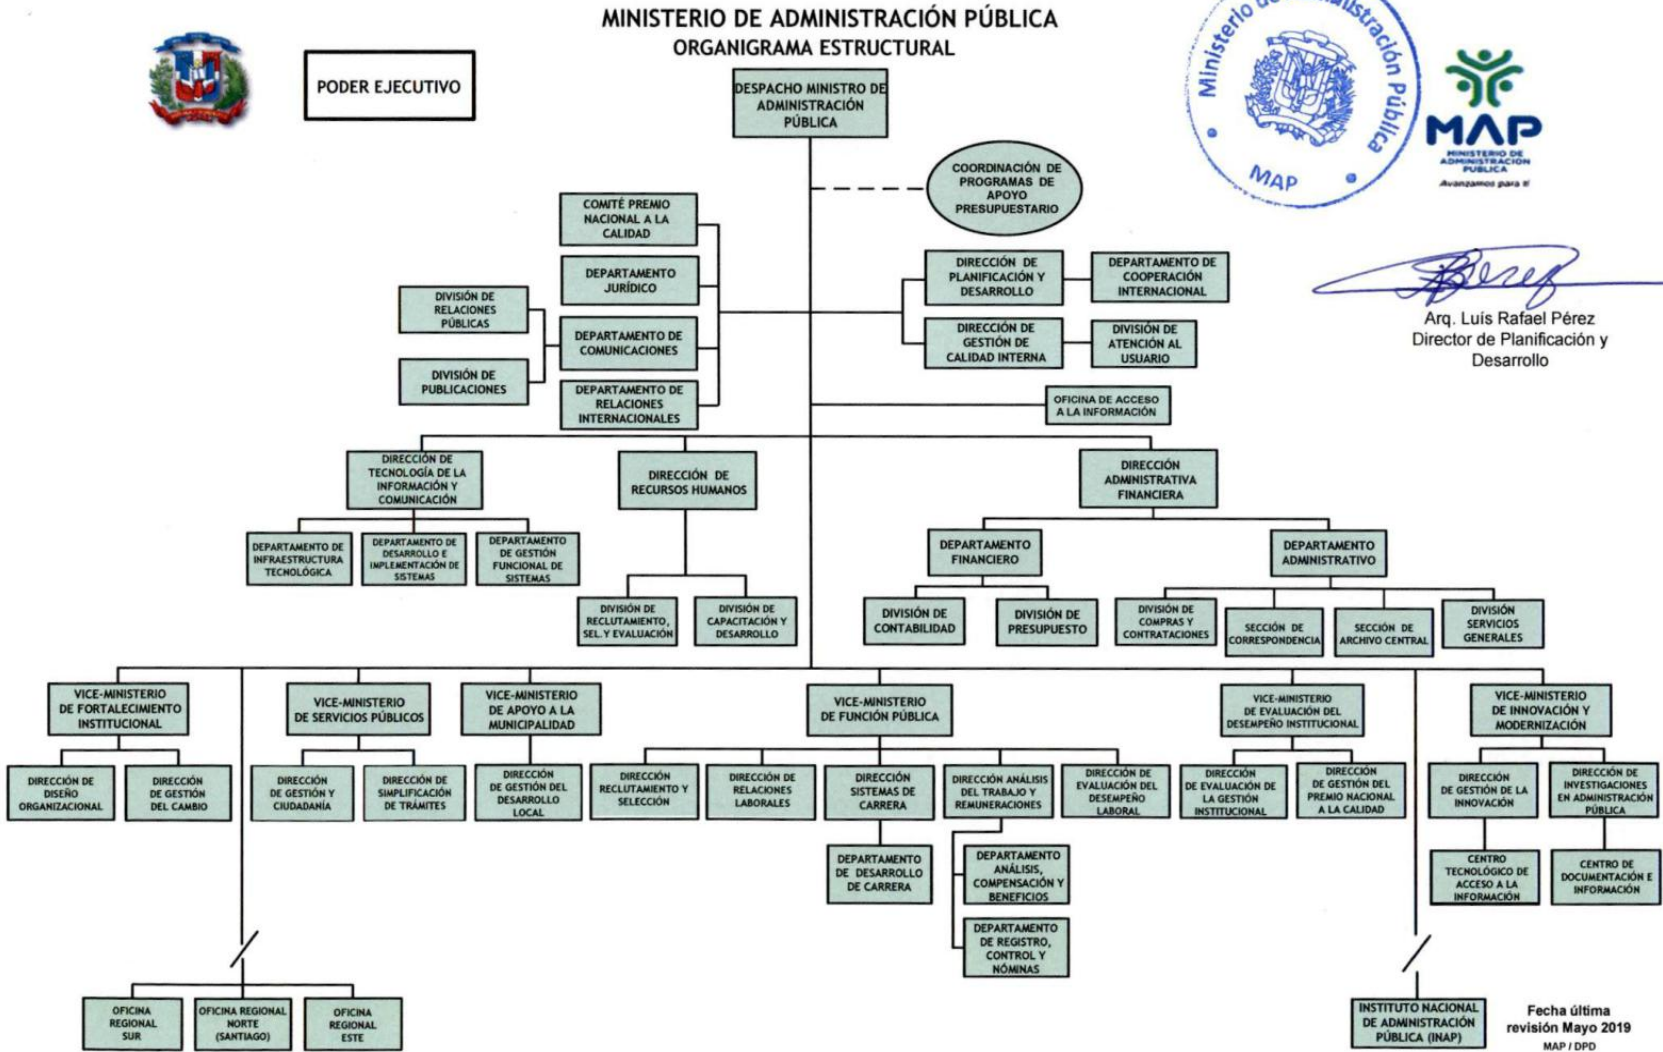 MINISTERIO DE ADMINISTRACIÓN PÚBLICA
ORGANIGRAMA ESTRUCTURAL
PODER EJECUTIVO
Ministerio de Administración Pública
MAP
MAP
MINISTERIO DE
ADMINISTRACIÓN
PÚBLICA
Avanzamos para ti
Arq. Luis Rafael Pérez
Director de Planificación y
Desarrollo
DESPACHO MINISTRO DE
ADMINISTRACIÓN
PÚBLICA
COORDINACIÓN DE
PROGRAMAS DE
APOYO
PRESUPUESTARIO
COMITÉ PREMIO
NACIONAL A LA
CALIDAD
DEPARTAMENTO
JURÍDICO
DIVISIÓN DE
RELACIONES
PÚBLICAS
DEPARTAMENTO DE
COMUNICACIONES
DIVISIÓN DE
PUBLICACIONES
DEPARTAMENTO DE
RELACIONES
INTERNACIONALES
DIRECCIÓN DE
PLANIFICACIÓN Y
DESARROLLO
DEPARTAMENTO DE
COOPERACIÓN
INTERNACIONAL
DIRECCIÓN DE
GESTIÓN DE
CALIDAD INTERNA
DIVISIÓN DE
ATENCIÓN AL
USUARIO
OFICINA DE ACCESO
A LA INFORMACIÓN
DIRECCIÓN DE
TECNOLOGÍA DE LA
INFORMACIÓN Y
COMUNICACIÓN
DIRECCIÓN DE
RECURSOS HUMANOS
DIRECCIÓN
ADMINISTRATIVA
FINANCIERA
DEPARTAMENTO DE
INFRAESTRUCTURA
TECNOLÓGICA
DEPARTAMENTO DE
DESARROLLO E
IMPLEMENTACIÓN DE
SISTEMAS
DEPARTAMENTO
DE GESTIÓN
FUNCIONAL DE
SISTEMAS
DEPARTAMENTO
FINANCIERO
DEPARTAMENTO
ADMINISTRATIVO
DIVISIÓN DE
RECLUTAMIENTO,
SEL.Y EVALUACIÓN
DIVISIÓN DE
CAPACITACIÓN Y
DESARROLLO
DIVISIÓN DE
CONTABILIDAD
DIVISIÓN DE
PRESUPUESTO
DIVISIÓN DE
COMPRAS Y
CONTRATACIONES
SECCIÓN DE
CORRESPONDENCIA
SECCIÓN DE
ARCHIVO CENTRAL
DIVISIÓN
SERVICIOS
GENERALES
VICE-MINISTERIO
DE FORTALECIMIENTO
INSTITUCIONAL
VICE-MINISTERIO
DE SERVICIOS PÚBLICOS
VICE-MINISTERIO
DE APOYO A LA
MUNICIPALIDAD
VICE-MINISTERIO
DE FUNCIÓN PÚBLICA
VICE-MINISTERIO
DE EVALUACIÓN DEL
DESEMPEÑO INSTITUCIONAL
VICE-MINISTERIO
DE INNOVACIÓN Y
MODERNIZACIÓN
DIRECCIÓN DE
DISEÑO
ORGANIZACIONAL
DIRECCIÓN
DE GESTIÓN
DEL CAMBIO
DIRECCIÓN
DE GESTIÓN Y
CIUDADANÍA
DIRECCIÓN DE
SIMPLIFICACIÓN
DE TRÁMITES
DIRECCIÓN
DE GESTIÓN DEL
DESARROLLO
LOCAL
DIRECCIÓN
RECLUTAMIENTO Y
SELECCIÓN
DIRECCIÓN DE
RELACIONES
LABORALES
DIRECCIÓN
SISTEMAS DE
CARRERA
DIRECCIÓN ANÁLISIS
DEL TRABAJO Y
REMUNERACIONES
DIRECCIÓN DE
EVALUACIÓN DEL
DESEMPEÑO
LABORAL
DIRECCIÓN
DE EVALUACIÓN DE
LA GESTIÓN
INSTITUCIONAL
DIRECCIÓN
DE GESTIÓN DEL
PREMIO NACIONAL
A LA CALIDAD
DIRECCIÓN
DE GESTIÓN DE LA
INNOVACIÓN
DIRECCIÓN DE
INVESTIGACIONES
EN ADMINISTRACIÓN
PÚBLICA
DEPARTAMENTO
DE DESARROLLO
DE CARRERA
DEPARTAMENTO
ANÁLISIS,
COMPENSACIÓN Y
BENEFICIOS
CENTRO
TECNOLÓGICO DE
ACCESO A LA
INFORMACIÓN
CENTRO DE
DOCUMENTACIÓN E
INFORMACIÓN
DEPARTAMENTO
DE REGISTRO,
CONTROL Y
NÓMINAS
OFICINA
REGIONAL
SUR
OFICINA REGIONAL
NORTE
(SANTIAGO)
OFICINA
REGIONAL
ESTE
INSTITUTO NACIONAL
DE ADMINISTRACIÓN
PÚBLICA (INAP)
Fecha última
revisión Mayo 2019
MAP / DPD